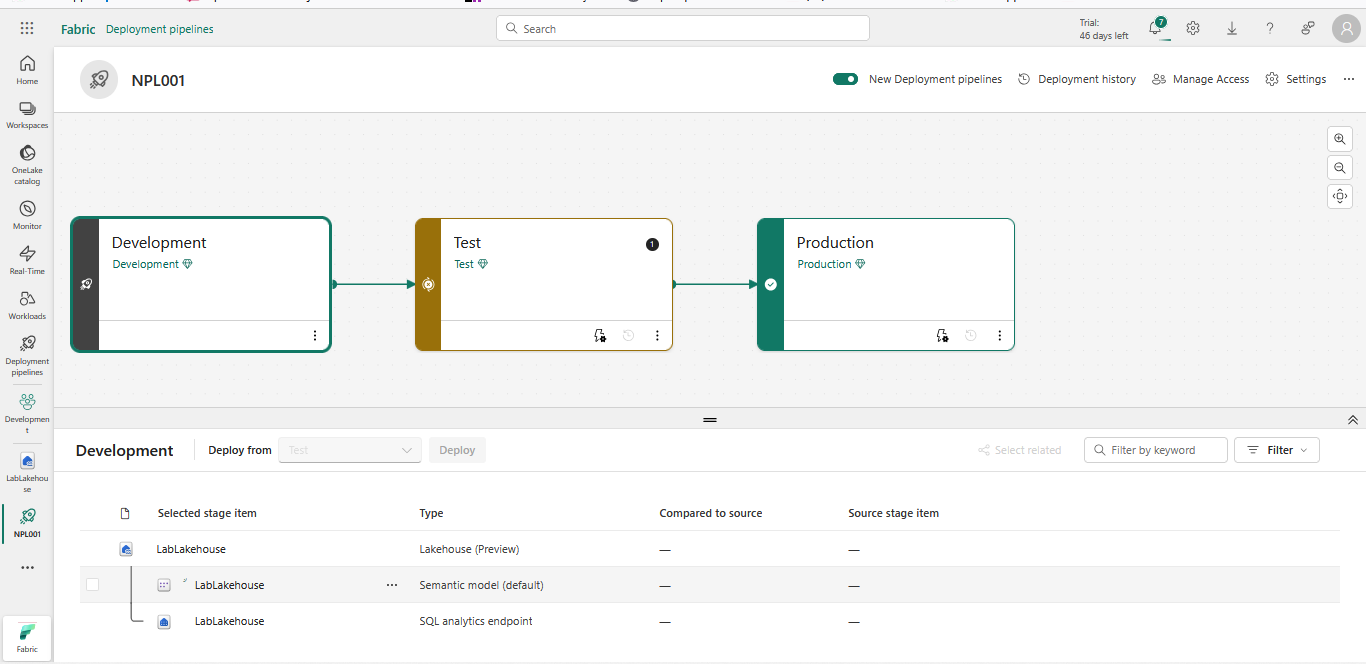 Fabric Deployment pipelines
Search
Trial:
46 days left
7
Home
Workspaces
OneLake
catalog
Monitor
Real-Time
Workloads
Deployment
pipelines
Developmen
t
LabLakehou
se
NPL001
Fabric
NPL001
New Deployment pipelines
Deployment history
Manage Access
Settings
Development
Development
Test
1
Test
Production
Production
Development
Deploy from
Test
Deploy
Select related
Filter by keyword
Filter
Selected stage item Type Compared to source Source stage item
LabLakehouse Lakehouse (Preview) — —
LabLakehouse Semantic model (default) — —
LabLakehouse SQL analytics endpoint — —